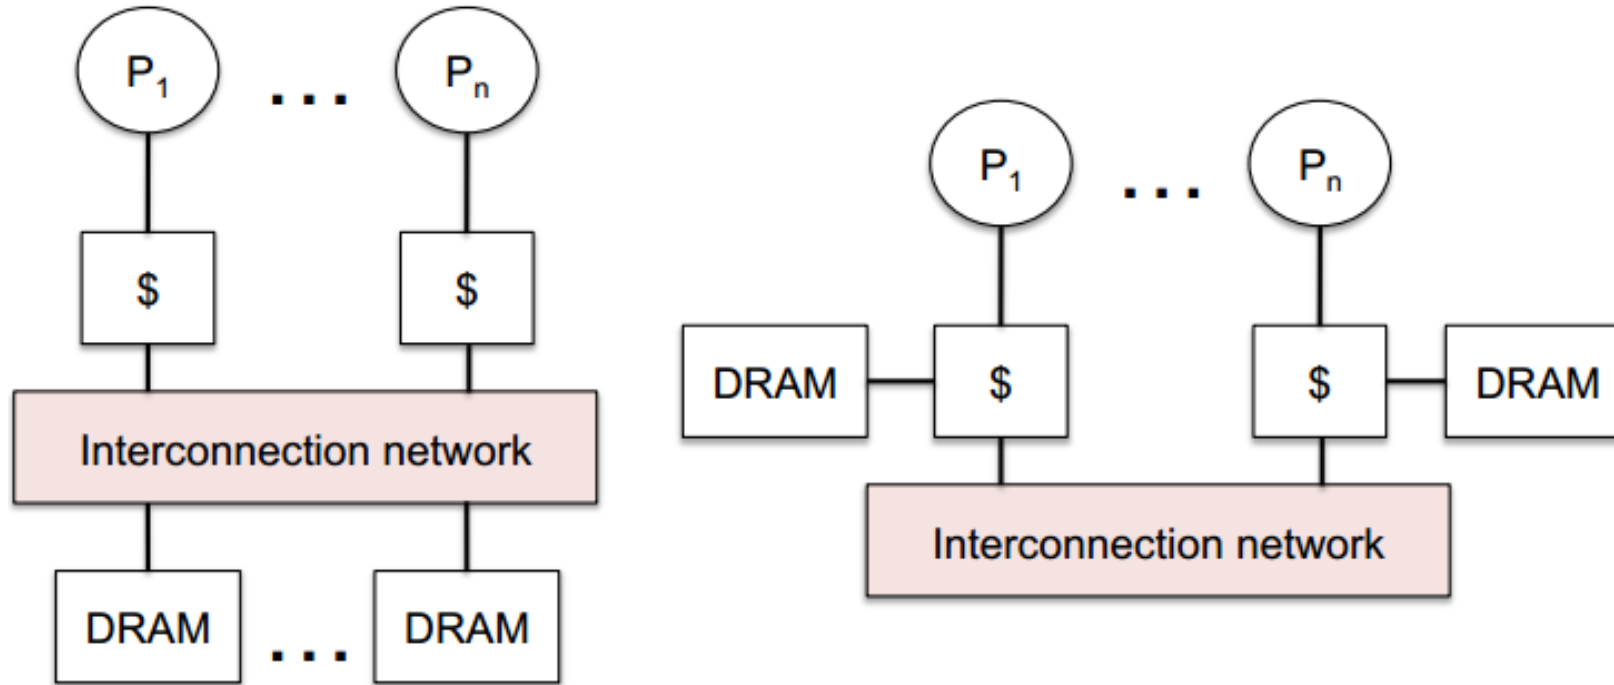 P1 ... Pn
$ $
Interconnection network
DRAM ... DRAM
P1 ... Pn
DRAM $ $ DRAM
Interconnection network